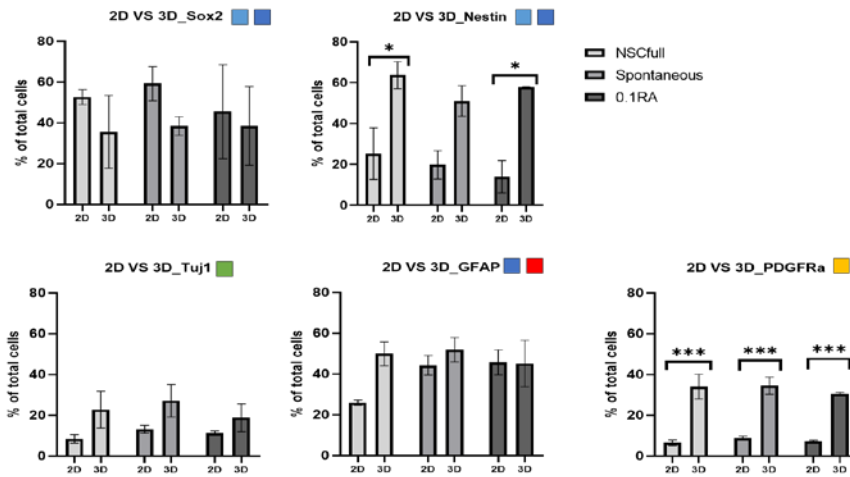 2D VS 3D_Sox2
% of total cells
80
60
40
20
0
2D 3D 2D 3D 2D 3D
2D VS 3D_Nestin
% of total cells
80
60
40
20
0
* *
2D 3D 2D 3D 2D 3D
NSCfull
Spontaneous
0.1RA
2D VS 3D_Tuj1
% of total cells
80
60
40
20
0
2D 3D 2D 3D 2D 3D
2D VS 3D_GFAP
% of total cells
80
60
40
20
0
2D 3D 2D 3D 2D 3D
2D VS 3D_PDGFRa
% of total cells
80
60
40
20
0
*** *** ***
2D 3D 2D 3D 2D 3D